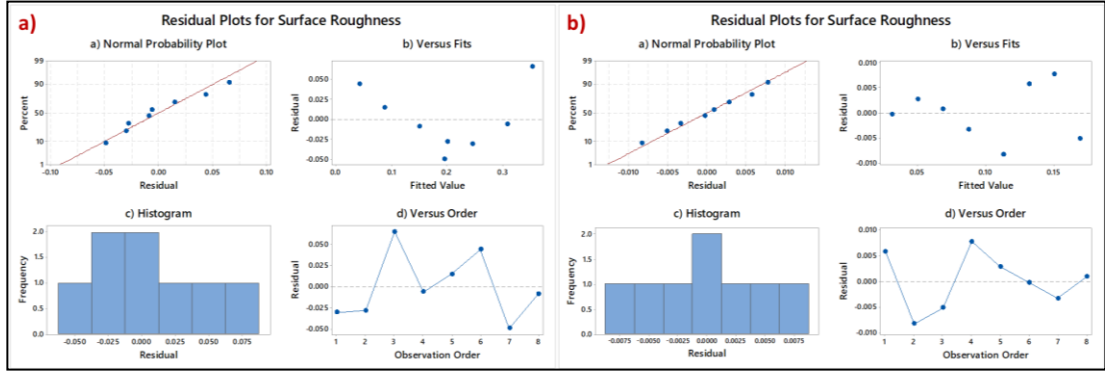 a)
Residual Plots for Surface Roughness
a) Normal Probability Plot
99
90
50
10
1
Percent
-0.10
-0.05
0.00
0.05
0.10
Residual
b) Versus Fits
0.050
0.025
0.000
-0.025
-0.050
Residual
0.0
0.1
0.2
0.3
Fitted Value
c) Histogram
2.0
1.5
1.0
0.5
0.0
Frequency
-0.050
-0.025
0.000
0.025
0.050
0.075
Residual
d) Versus Order
0.050
0.025
0.000
-0.025
-0.050
Residual
1 2 3 4 5 6 7 8
Observation Order
b)
Residual Plots for Surface Roughness
a) Normal Probability Plot
99
90
50
10
1
Percent
-0.010
-0.005
0.000
0.005
0.010
Residual
b) Versus Fits
0.010
0.005
0.000
-0.005
-0.010
Residual
0.05
0.10
0.15
Fitted Value
c) Histogram
2.0
1.5
1.0
0.5
0.0
Frequency
-0.0075
-0.0050
-0.0025
0.0000
0.0025
0.0050
0.0075
Residual
d) Versus Order
0.010
0.005
0.000
-0.005
-0.010
Residual
1 2 3 4 5 6 7 8
Observation Order